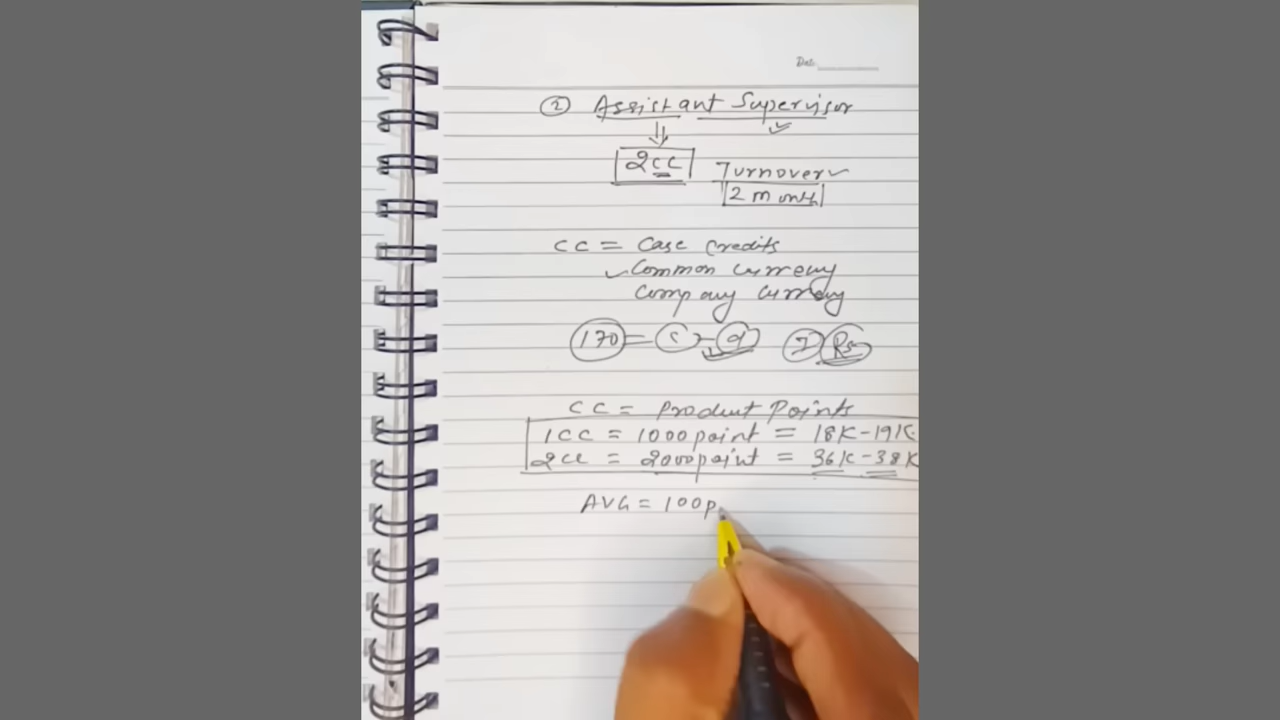 Date
② Assistant Supervisor
⇓
2cc Turnover
2 month
CC = Case Credits
Common Currency
Company Currency
170 = C - d I Rs
CC = Product Points
1CC = 1000 point = 18K-19K
2CC = 2000 point = 36K-38K
AVG = 100p